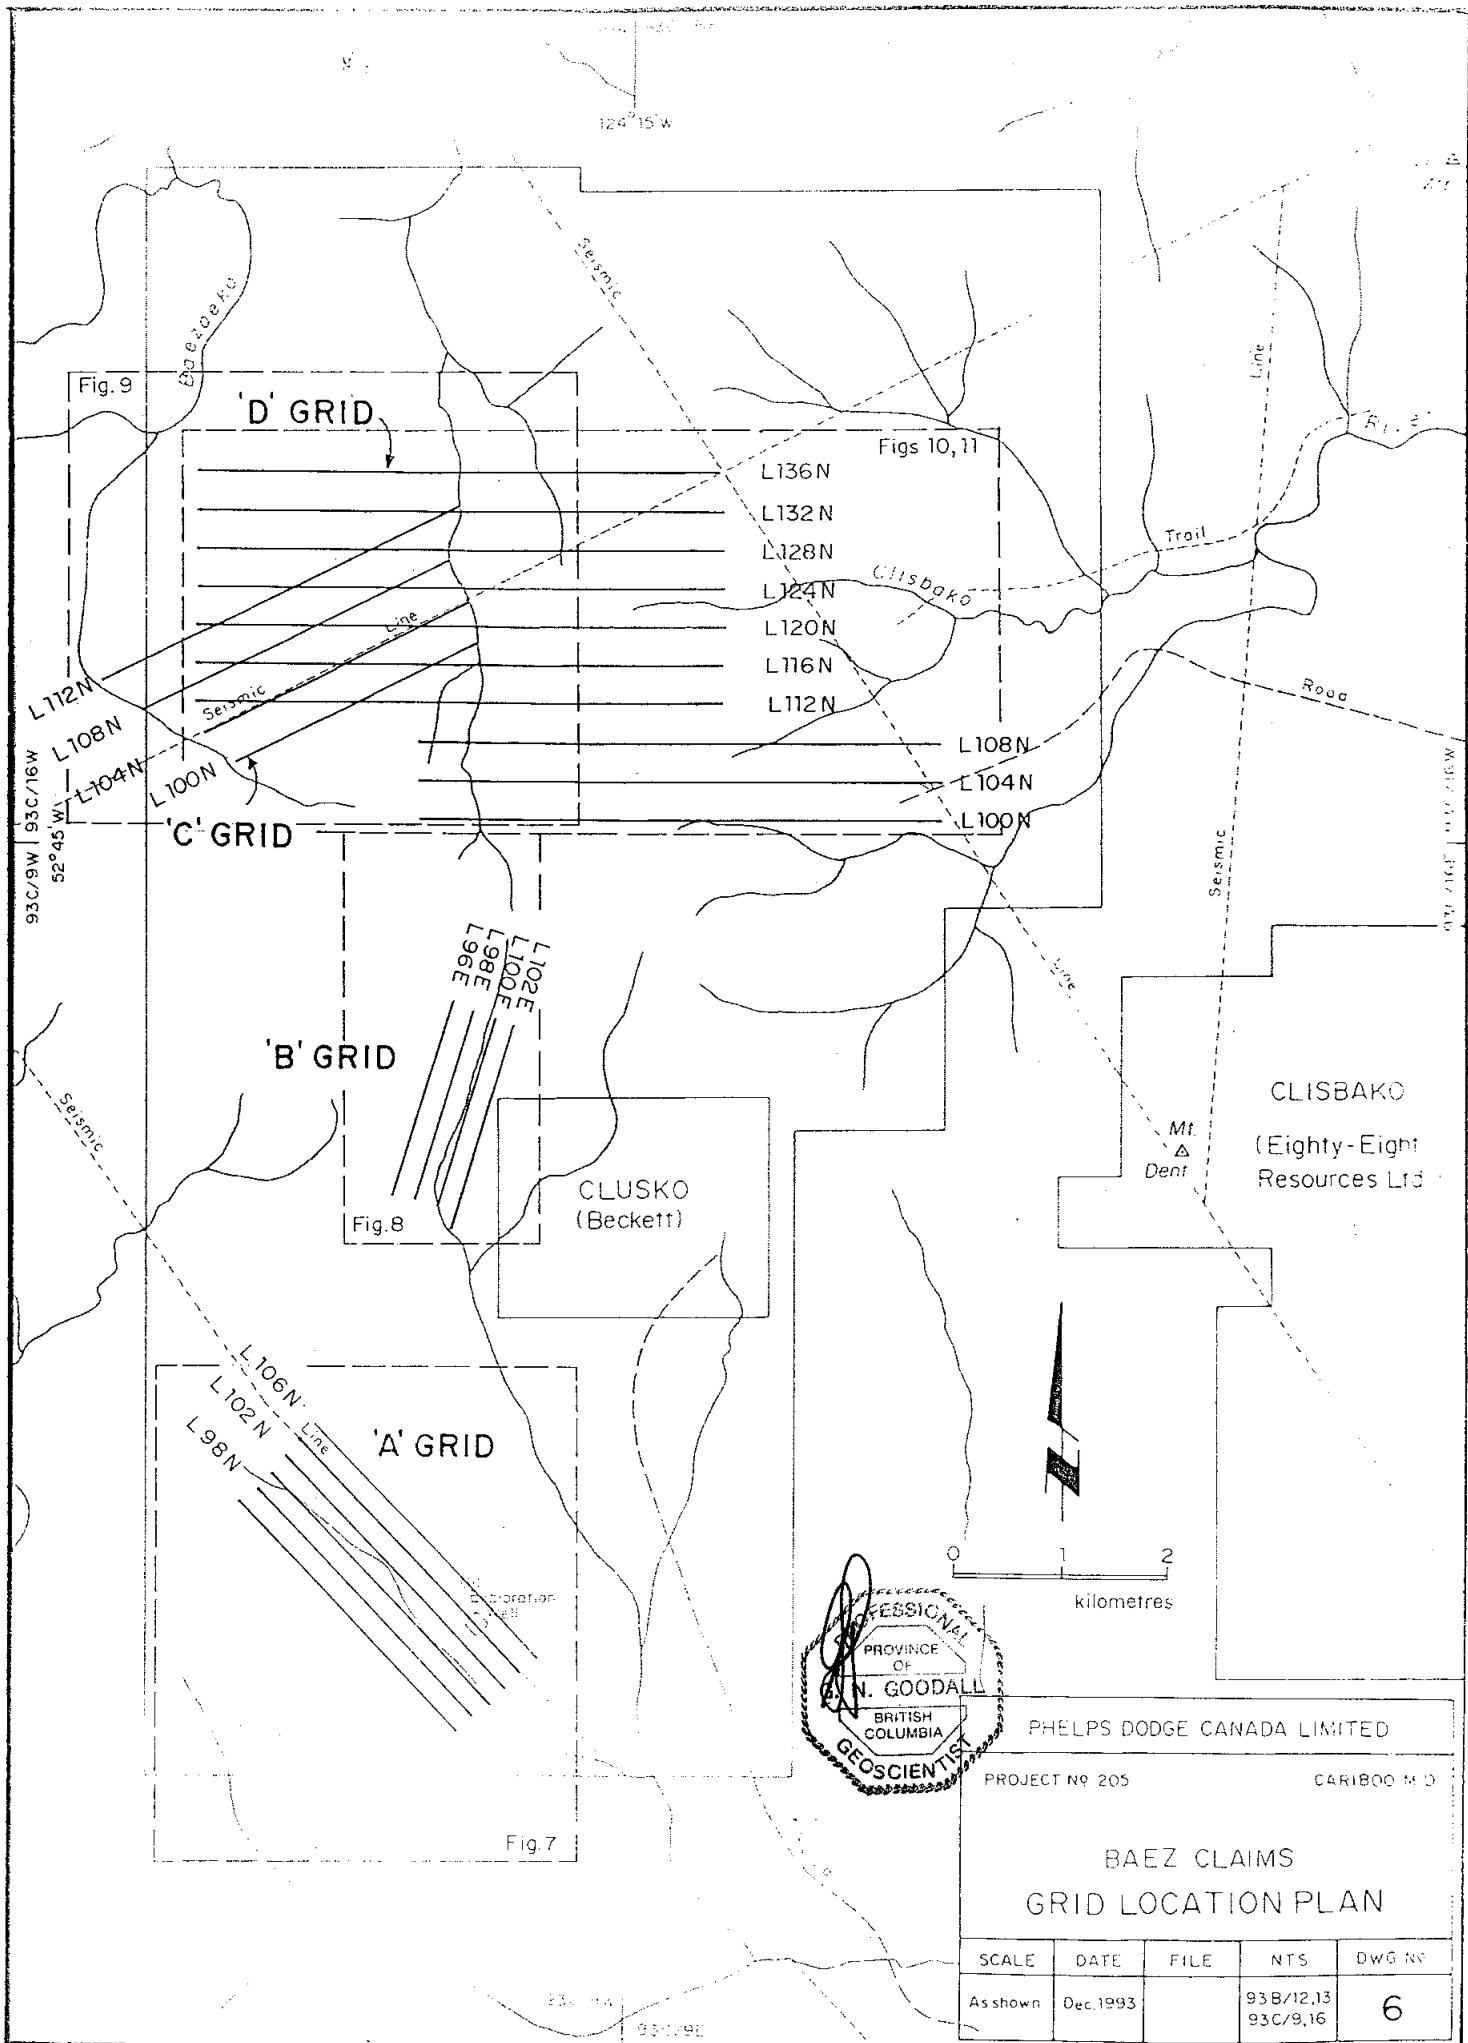 124°15'W
Seismic
Baezaeko
Line
Fig. 9
'D' GRID
Figs 10, 11
L136N
L132N
L128N
L124N
L120N
L116N
L112N
L108N
L104N
L100N
Trail
Clisbako
Road
Line
Seismic
L112N
L108N
L104N
L100N
'C' GRID
93C/9W | 93C/16W
52°45'W
Seismic
L96E
L98E
L100E
L102E
Line
'B' GRID
Seismic
CLISBAKO
(Eighty-Eight
Resources Ltd
Mt.
Dent
CLUSKO
(Beckett)
Fig. 8
L106N
L102N
L98N
Line
'A' GRID
Exploration
Well
0 1 2
kilometres
PROFESSIONAL
PROVINCE
OF
G. N. GOODALL
BRITISH
COLUMBIA
GEOSCIENTIST
Fig. 7
PHELPS DODGE CANADA LIMITED
PROJECT Nº 205 CARIBOO M.D.
BAEZ CLAIMS
GRID LOCATION PLAN
SCALE DATE FILE NTS DWG Nº
As shown Dec. 1993 93B/12,13 6
93C/9,16
93C/9E